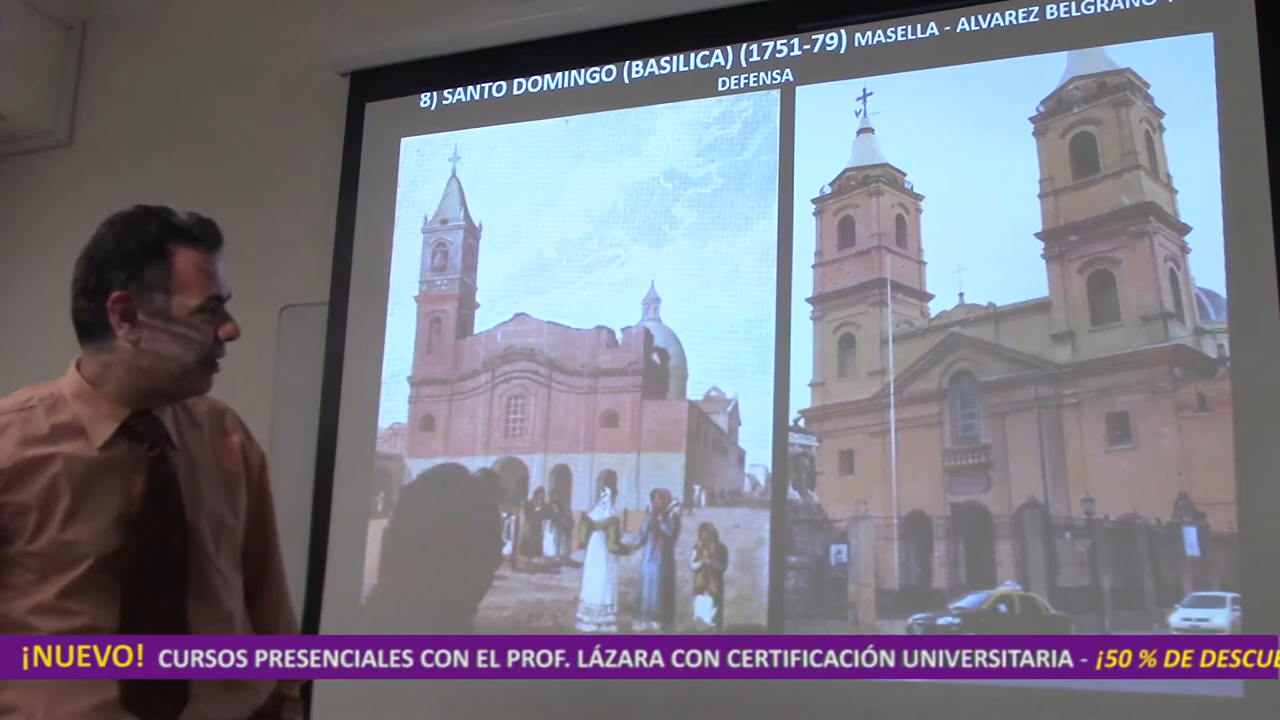 8) SANTO DOMINGO (BASILICA) (1751-79) MASELLA - ALVAREZ BELGRANO
DEFENSA
¡NUEVO! CURSOS PRESENCIALES CON EL PROF. LÁZARA CON CERTIFICACIÓN UNIVERSITARIA - ¡50 % DE DESCUE